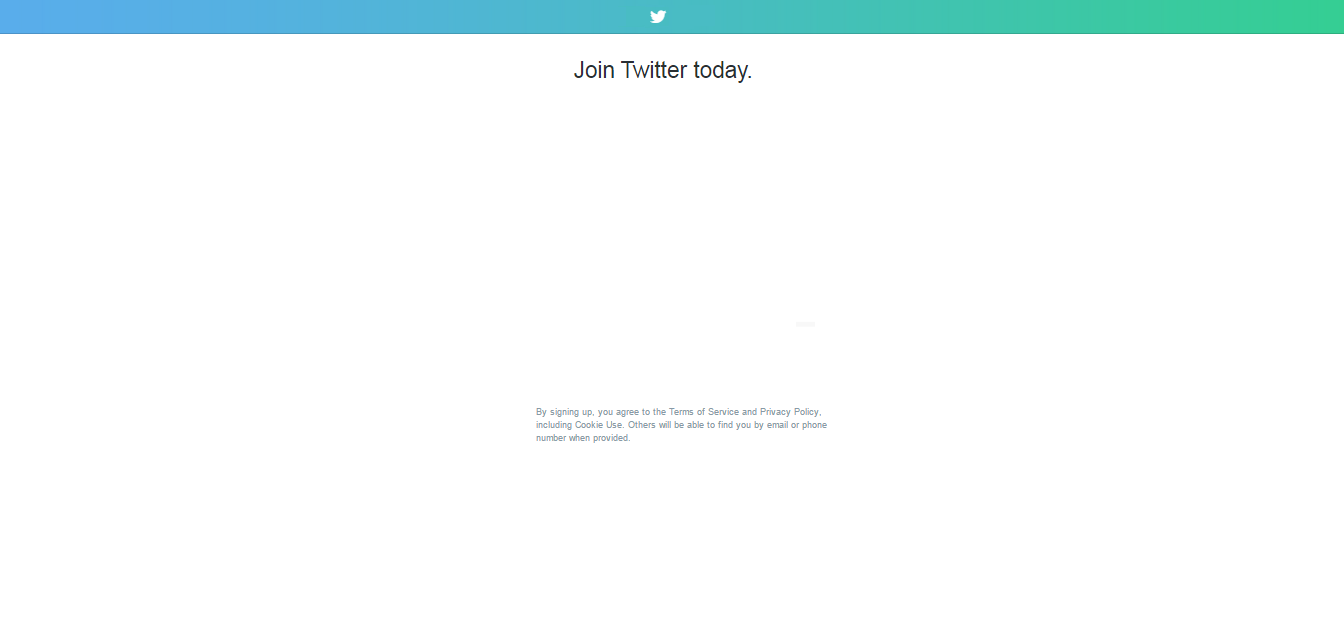 Join Twitter today.
By signing up, you agree to the Terms of Service and Privacy Policy,
including Cookie Use. Others will be able to find you by email or phone
number when provided.